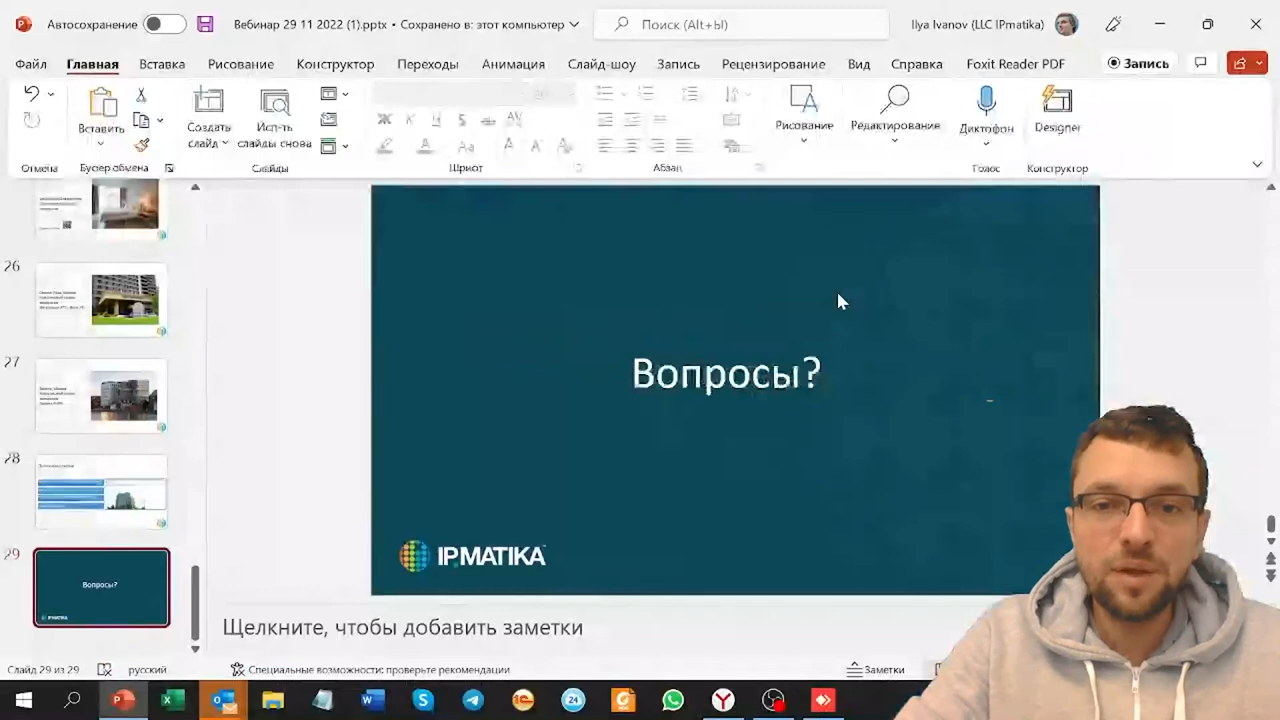 Автосохранение
Вебинар 29 11 2022 (1).pptx • Сохранено в: этот компьютер
Поиск (Alt+Ы)
Ilya Ivanov (LLC IPmatika)
Файл Главная Вставка Рисование Конструктор Переходы Анимация Слайд-шоу Запись Рецензирование Вид Справка Foxit Reader PDF Запись
Вставить
Создать слайд
слайды снова
Рисование
Редактирование
Диктофон
Designer
Отмена Буфер обмена Слайды Шрифт Абзац Голос Конструктор
26
27
28
29
Вопросы?
IPMATIKA
Вопросы?
IPMATIKA
Щелкните, чтобы добавить заметки
Слайд 29 из 29 русский Специальные возможности: проверьте рекомендации Заметки
24